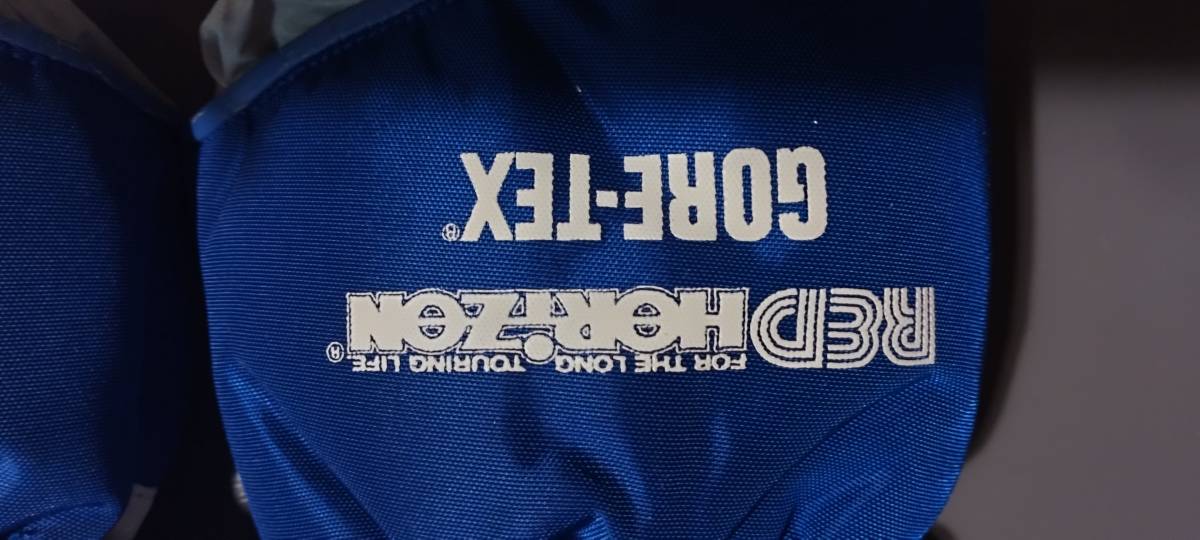 RED HORiZON®
FOR THE LONG TOURING LIFE
GORE-TEX®